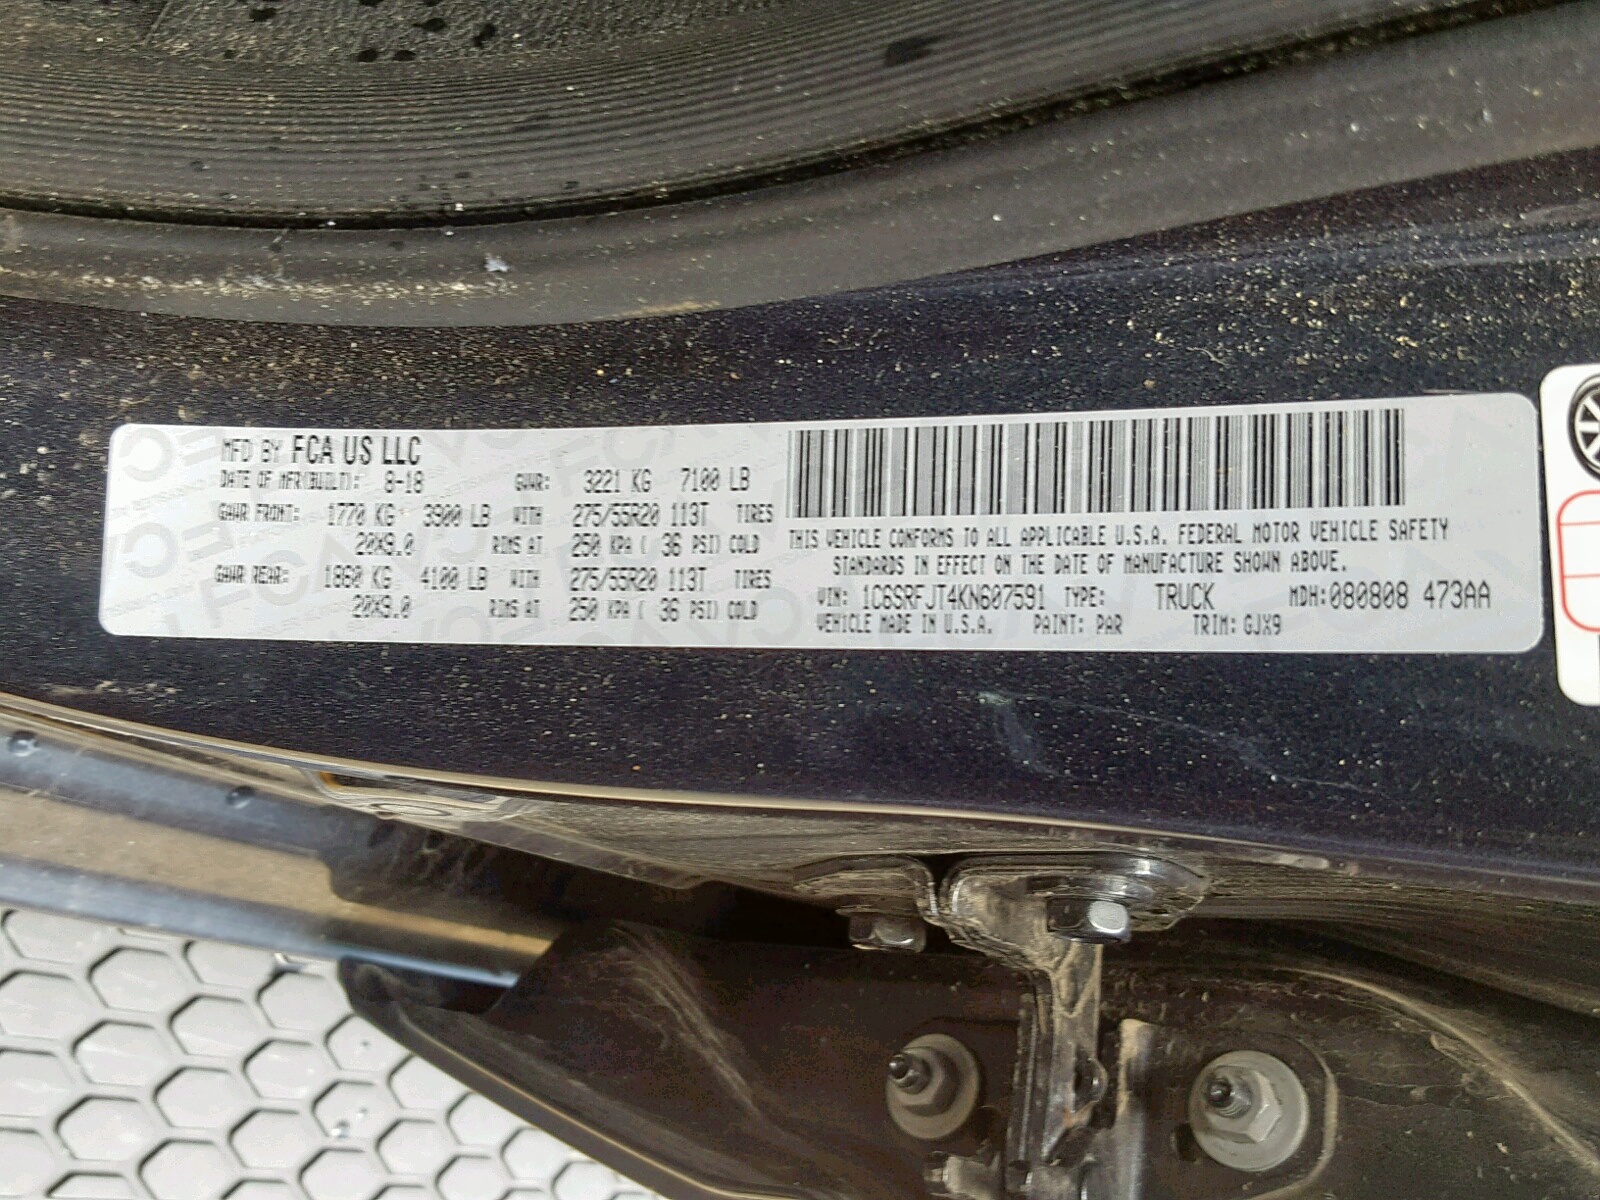 MFD BY FCA US LLC
DATE OF MFR(BUILT): 8-18 GVWR: 3221 KG 7100 LB
GAWR FRONT: 1770 KG 3900 LB WITH 275/55R20 113T TIRES
20X9.0 RIMS AT 250 KPA ( 36 PSI) COLD
GAWR REAR: 1860 KG 4100 LB WITH 275/55R20 113T TIRES
20X9.0 RIMS AT 250 KPA ( 36 PSI) COLD
THIS VEHICLE CONFORMS TO ALL APPLICABLE U.S.A. FEDERAL MOTOR VEHICLE SAFETY
STANDARDS IN EFFECT ON THE DATE OF MANUFACTURE SHOWN ABOVE.
VIN: 1C6SRFJT4KN607591 TYPE: TRUCK MDH:080808 473AA
VEHICLE MADE IN U.S.A. PAINT: PAR TRIM: GJX9